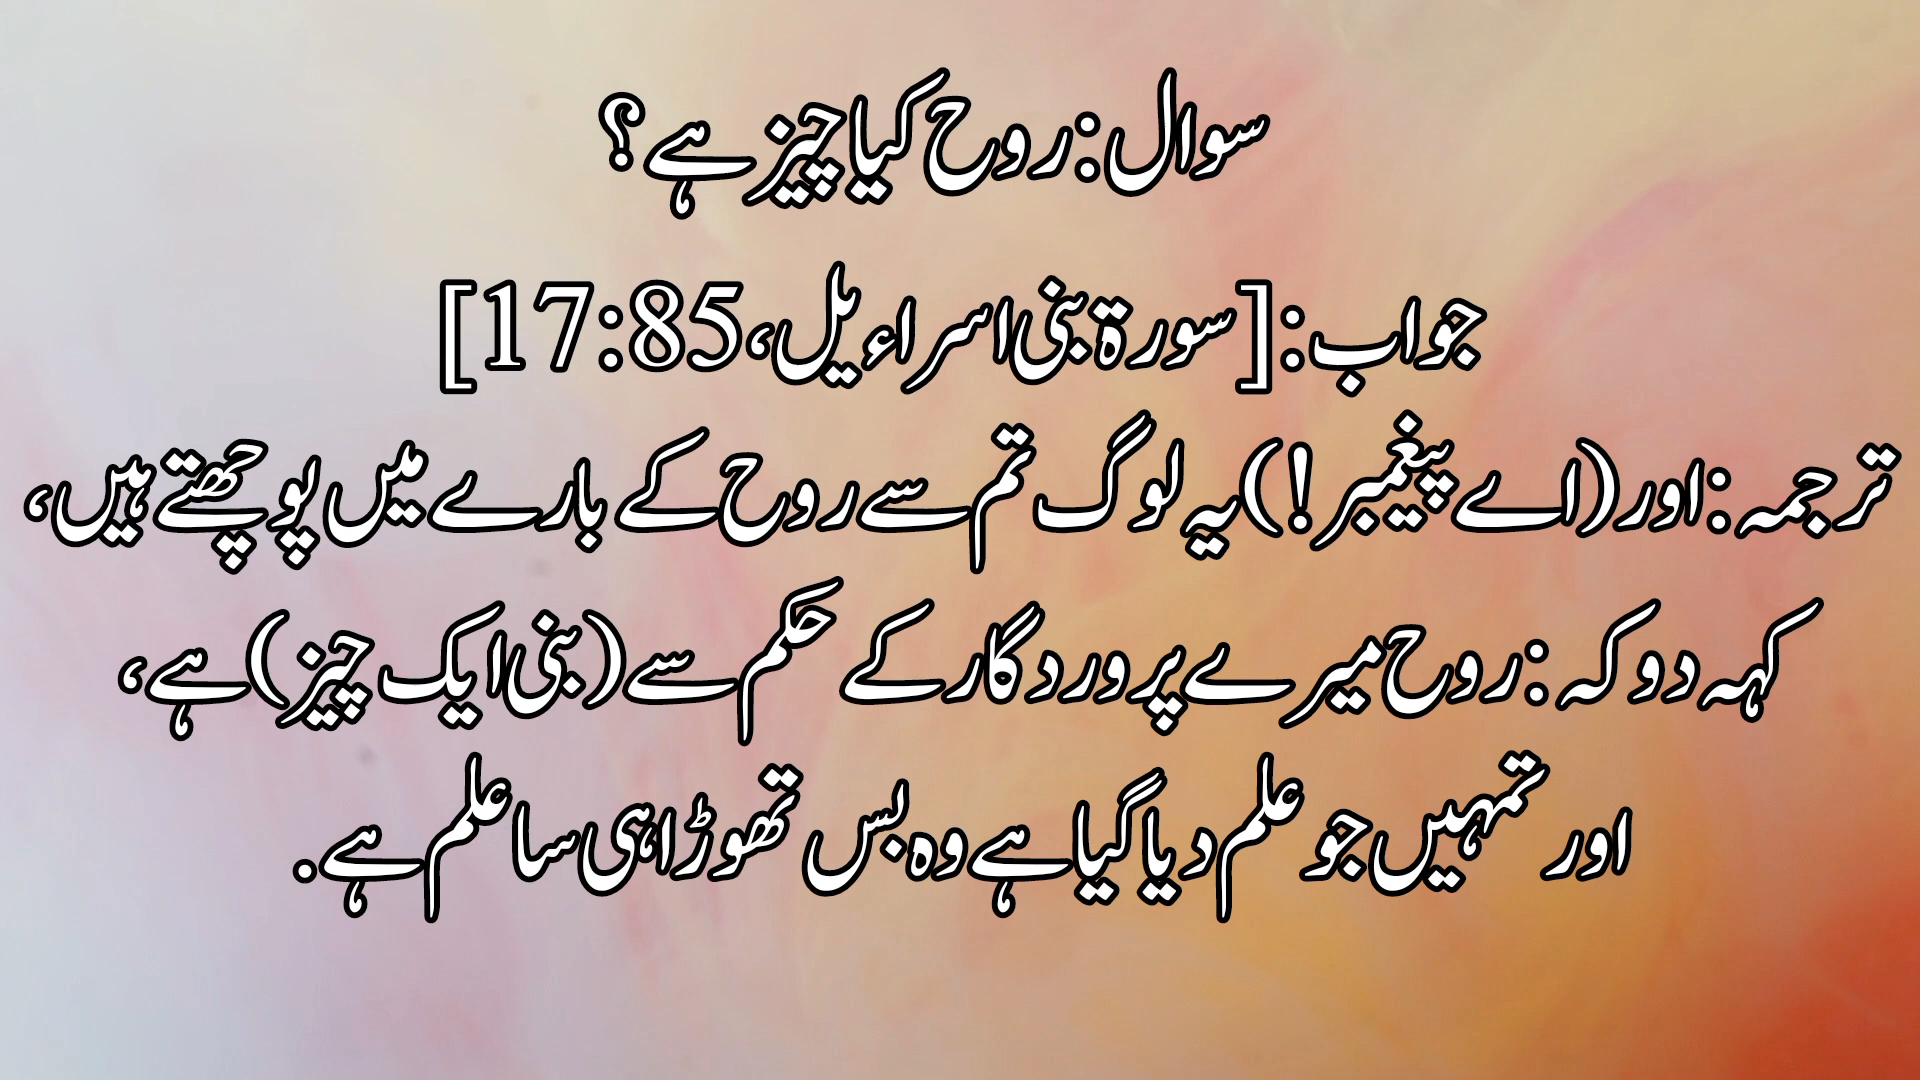 سوال:روح کیا چیز ہے؟
جواب:[سورۃ بنی اسراءیل،17:85]
ترجمہ:اور(اے پیغمبر!)یہ لوگ تم سے روح کے بارے میں پوچھتے ہیں،
کہہ دو کہ:روح میرے پروردگار کے حکم سے(بنی ایک چیز)ہے،
اور تمہیں جو علم دیا گیا ہے وہ بس تھوڑا ہی سا علم ہے.